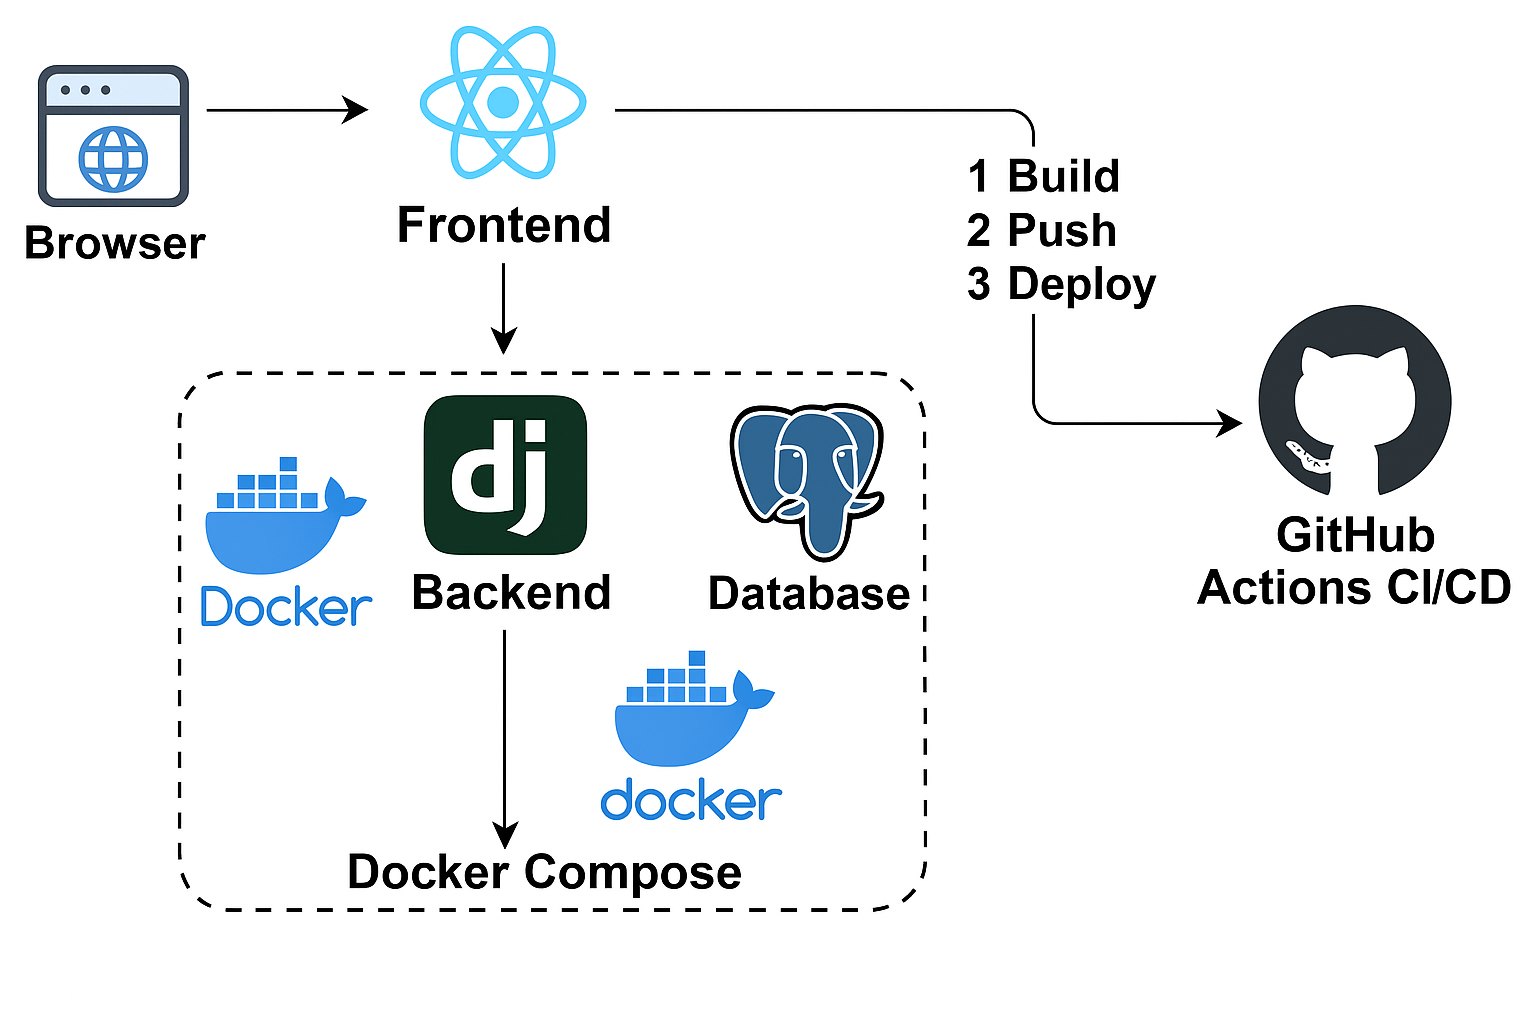 Browser
Frontend
1 Build
2 Push
3 Deploy
GitHub
Actions CI/CD
Docker
dj
Backend
Database
docker
Docker Compose